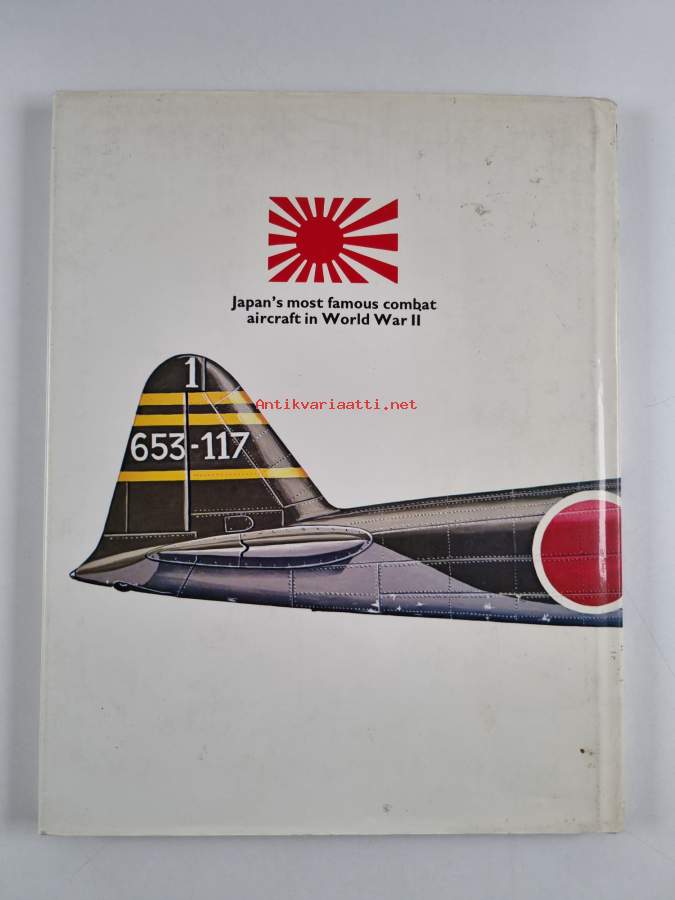 Japan's most famous combat
aircraft in World War II
1
Antikvariaatti.net
653-117